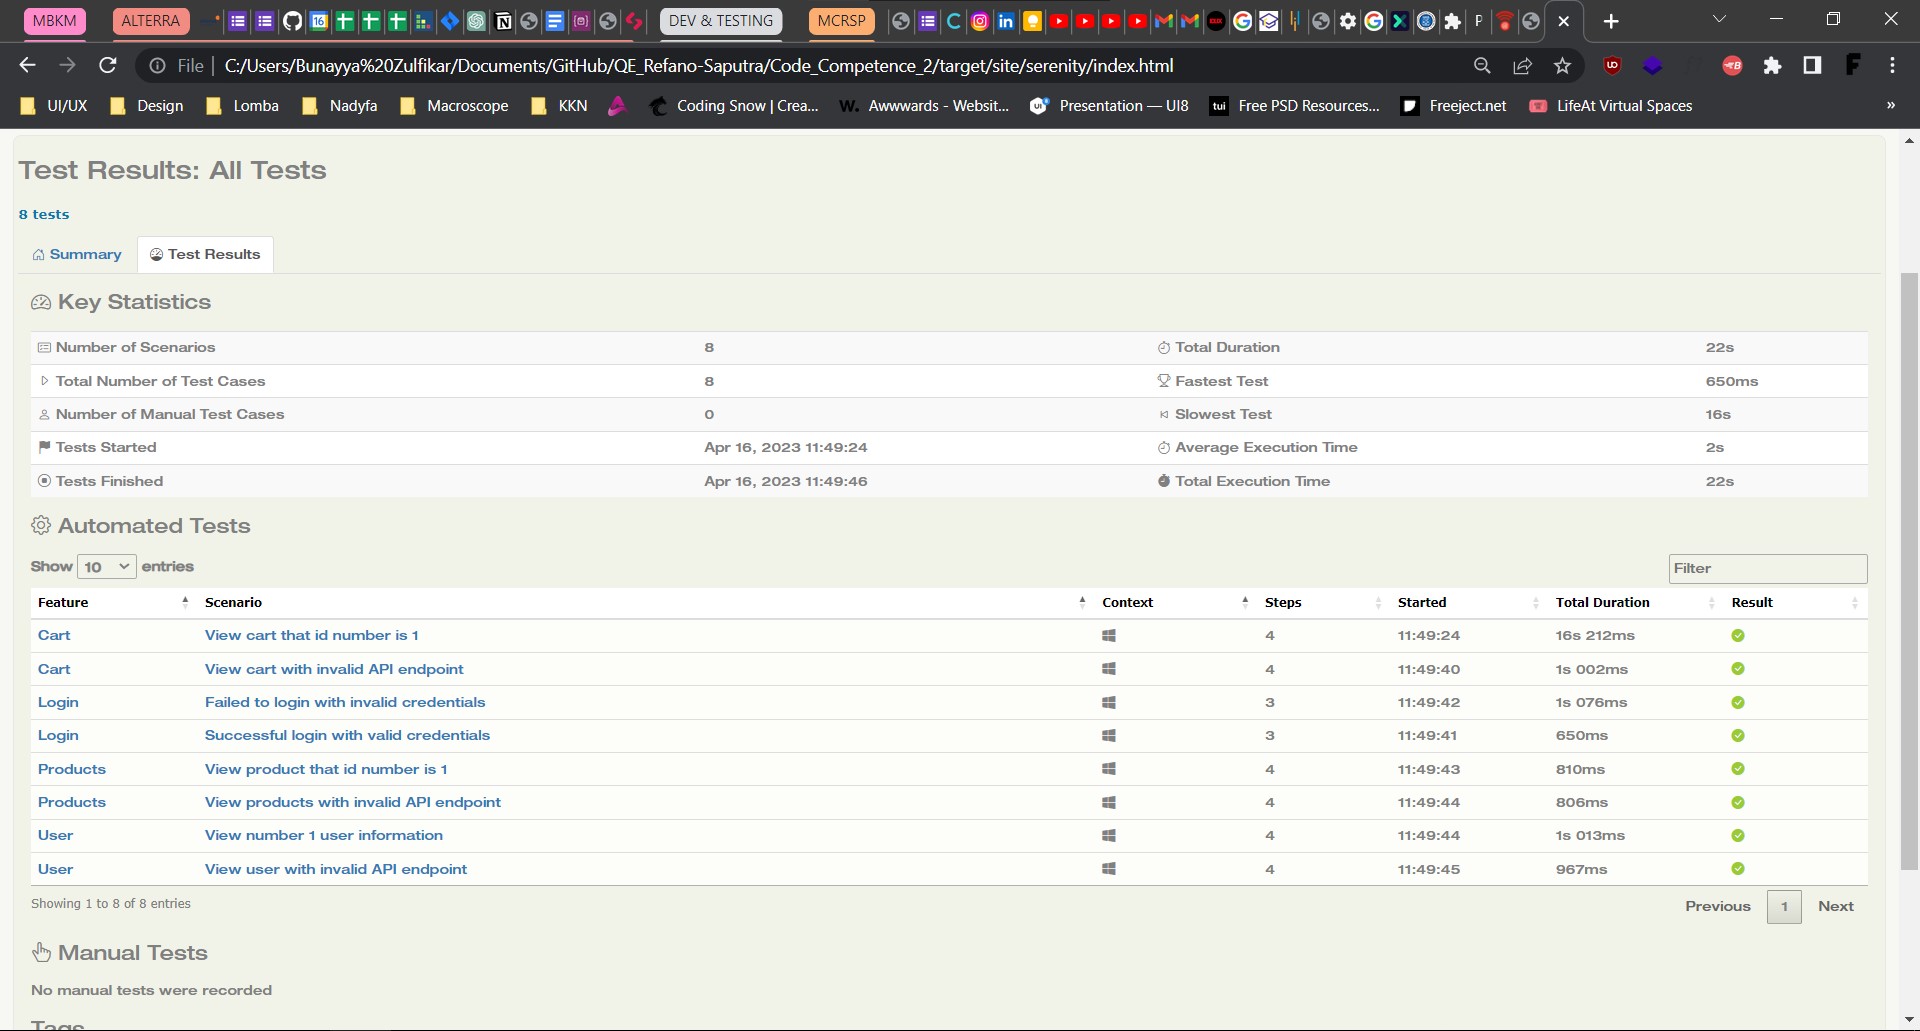 MBKM
ALTERRA
DEV & TESTING
MCRSP
File
C:/Users/Bunayya%20Zulfikar/Documents/GitHub/QE_Refano-Saputra/Code_Competence_2/target/site/serenity/index.html
UI/UX
Design
Lomba
Nadyfa
Macroscope
KKN
Coding Snow | Crea...
W. Awwwards - Websit...
Presentation — UI8
tui Free PSD Resources...
Freeject.net
LifeAt Virtual Spaces
»
Test Results: All Tests
8 tests
Summary
Test Results
Key Statistics
Number of Scenarios 8 Total Duration 22s
Total Number of Test Cases 8 Fastest Test 650ms
Number of Manual Test Cases 0 Slowest Test 16s
Tests Started Apr 16, 2023 11:49:24 Average Execution Time 2s
Tests Finished Apr 16, 2023 11:49:46 Total Execution Time 22s
Automated Tests
Show 10 entries
Filter
Feature Scenario Context Steps Started Total Duration Result
Cart View cart that id number is 1 4 11:49:24 16s 212ms
Cart View cart with invalid API endpoint 4 11:49:40 1s 002ms
Login Failed to login with invalid credentials 3 11:49:42 1s 076ms
Login Successful login with valid credentials 3 11:49:41 650ms
Products View product that id number is 1 4 11:49:43 810ms
Products View products with invalid API endpoint 4 11:49:44 806ms
User View number 1 user information 4 11:49:44 1s 013ms
User View user with invalid API endpoint 4 11:49:45 967ms
Showing 1 to 8 of 8 entries
Previous 1 Next
Manual Tests
No manual tests were recorded
Tags